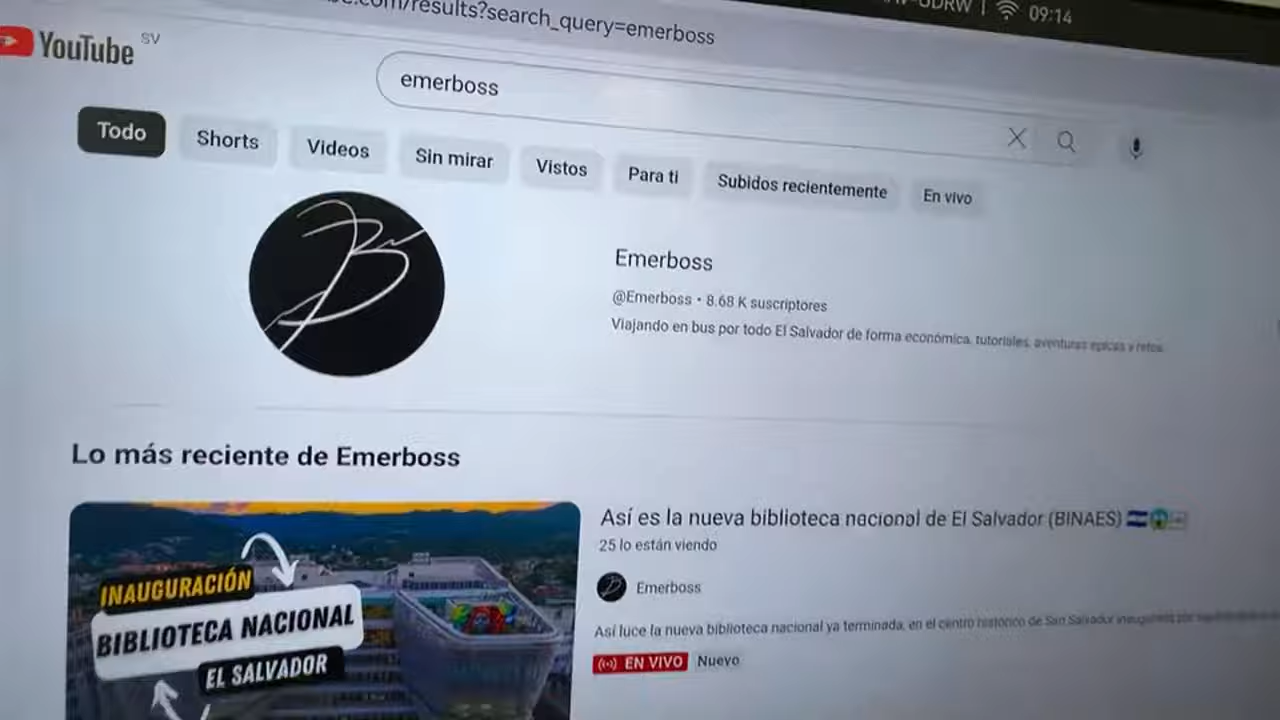 /results?search_query=emerboss
09:14
YouTube SV
emerboss
Todo
Shorts
Videos
Sin mirar
Vistos
Para ti
Subidos recientemente
En vivo
Emerboss
@Emerboss • 8.68 K suscriptores
Viajando en bus por todo El Salvador de forma económica, tutoriales, aventuras epicas y retos.
Lo más reciente de Emerboss
INAUGURACIÓN
BIBLIOTECA NACIONAL
EL SALVADOR
Así es la nueva biblioteca nacional de El Salvador (BINAES)
25 lo están viendo
Emerboss
Así luce la nueva biblioteca nacional ya terminada, en el centro histórico de San Salvador
EN VIVO Nuevo